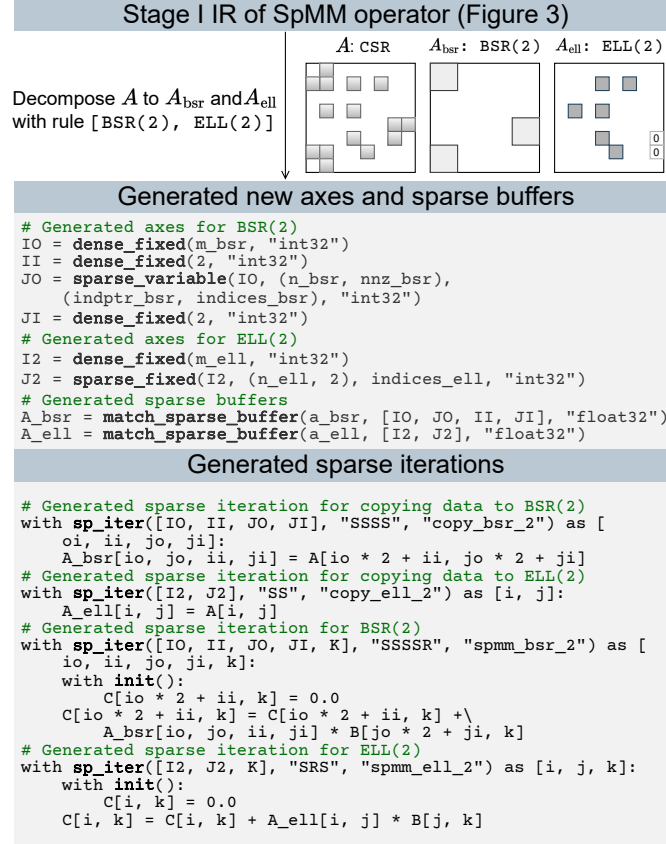 Stage I IR of SpMM operator (Figure 3)
A: CSR
A_bsr: BSR(2)
A_ell: ELL(2)
Decompose A to A_bsr and A_ell
with rule [BSR(2), ELL(2)]
0
0
Generated new axes and sparse buffers
# Generated axes for BSR(2)
IO = dense_fixed(m_bsr, "int32")
II = dense_fixed(2, "int32")
JO = sparse_variable(IO, (n_bsr, nnz_bsr),
(indptr_bsr, indices_bsr), "int32")
JI = dense_fixed(2, "int32")
# Generated axes for ELL(2)
I2 = dense_fixed(m_ell, "int32")
J2 = sparse_fixed(I2, (n_ell, 2), indices_ell, "int32")
# Generated sparse buffers
A_bsr = match_sparse_buffer(a_bsr, [IO, JO, II, JI], "float32")
A_ell = match_sparse_buffer(a_ell, [I2, J2], "float32")
Generated sparse iterations
# Generated sparse iteration for copying data to BSR(2)
with sp_iter([IO, II, JO, JI], "SSSS", "copy_bsr_2") as [
oi, ii, jo, ji]:
A_bsr[io, jo, ii, ji] = A[io * 2 + ii, jo * 2 + ji]
# Generated sparse iteration for copying data to ELL(2)
with sp_iter([I2, J2], "SS", "copy_ell_2") as [i, j]:
A_ell[i, j] = A[i, j]
# Generated sparse iteration for BSR(2)
with sp_iter([IO, II, JO, JI, K], "SSSSR", "spmm_bsr_2") as [
io, ii, jo, ji, k]:
with init():
C[io * 2 + ii, k] = 0.0
C[io * 2 + ii, k] = C[io * 2 + ii, k] +\
A_bsr[io, jo, ii, ji] * B[jo * 2 + ji, k]
# Generated sparse iteration for ELL(2)
with sp_iter([I2, J2, K], "SRS", "spmm_ell_2") as [i, j, k]:
with init():
C[i, k] = 0.0
C[i, k] = C[i, k] + A_ell[i, j] * B[j, k]